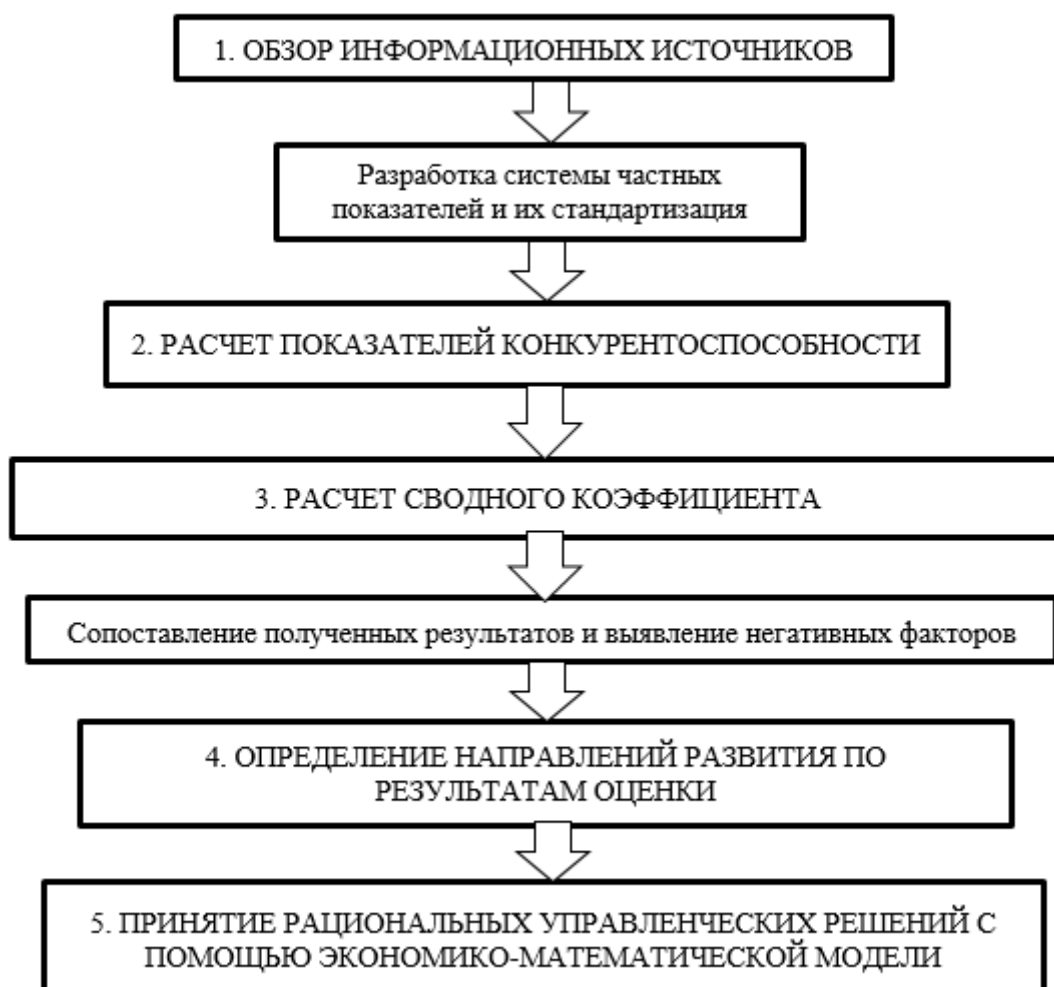 1. ОБЗОР ИНФОРМАЦИОННЫХ ИСТОЧНИКОВ
Разработка системы частных
показателей и их стандартизация
2. РАСЧЕТ ПОКАЗАТЕЛЕЙ КОНКУРЕНТОСПОСОБНОСТИ
3. РАСЧЕТ СВОДНОГО КОЭФФИЦИЕНТА
Сопоставление полученных результатов и выявление негативных факторов
4. ОПРЕДЕЛЕНИЕ НАПРАВЛЕНИЙ РАЗВИТИЯ ПО
РЕЗУЛЬТАТАМ ОЦЕНКИ
5. ПРИНЯТИЕ РАЦИОНАЛЬНЫХ УПРАВЛЕНЧЕСКИХ РЕШЕНИЙ С
ПОМОЩЬЮ ЭКОНОМИКО-МАТЕМАТИЧЕСКОЙ МОДЕЛИ